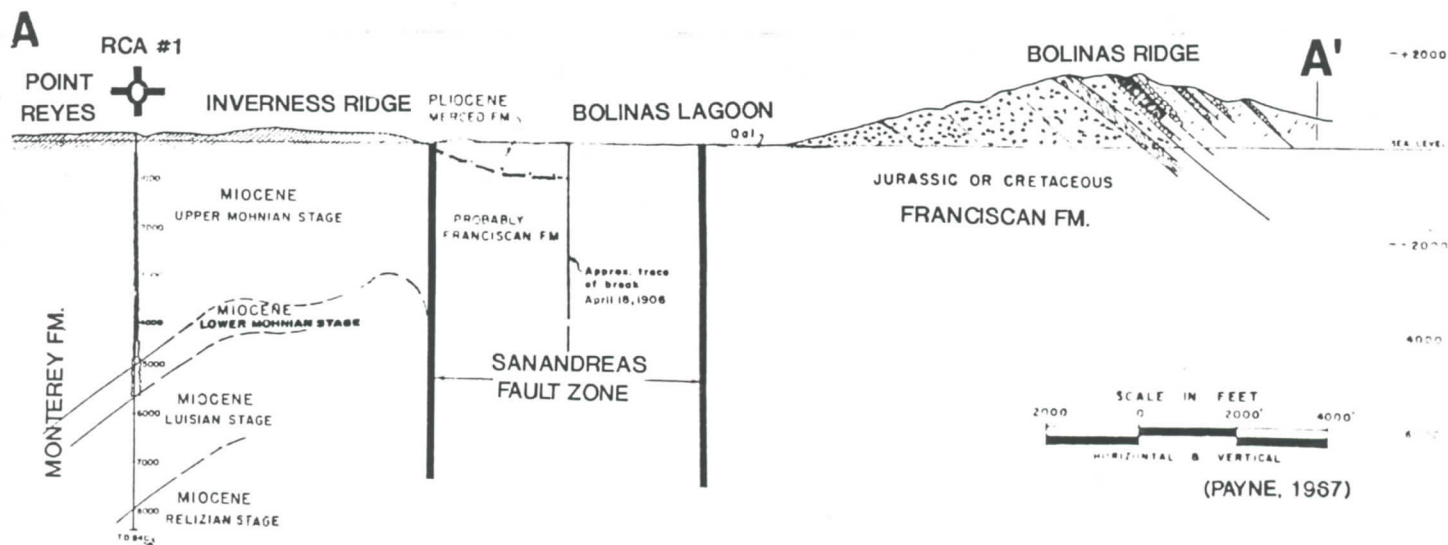 A
RCA #1
POINT
REYES
INVERNESS RIDGE
PLIOCENE
MERCED FM.
BOLINAS LAGOON
Qal
BOLINAS RIDGE
A'
+2000
SEA LEVEL
MIOCENE
UPPER MOHNIAN STAGE
PROBABLY
FRANCISCAN FM
JURASSIC OR CRETACEOUS
FRANCISCAN FM.
2000
Approx. trace
of break
April 18, 1906
MIOCENE
LOWER MOHNIAN STAGE
4000
4000
5000
6000
7000
MONTEREY FM.
SAN ANDREAS
FAULT ZONE
MIOCENE
LUISIAN STAGE
MIOCENE
RELIZIAN STAGE
SCALE IN FEET
2000 0 2000' 4000'
HORIZONTAL & VERTICAL
(PAYNE, 1967)